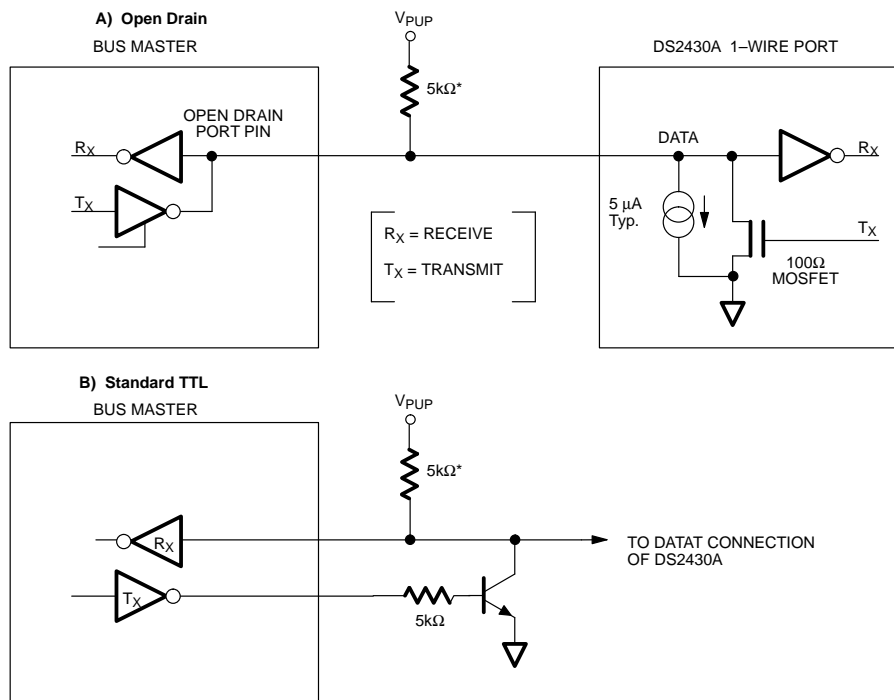 A) Open Drain
BUS MASTER
VPUP
5kΩ*
DS2430A 1–WIRE PORT
OPEN DRAIN
PORT PIN
RX
TX
DATA
RX
5 μA
Typ.
TX
100Ω
MOSFET
RX = RECEIVE
TX = TRANSMIT
B) Standard TTL
BUS MASTER
VPUP
5kΩ*
RX
TO DATAT CONNECTION
OF DS2430A
TX
5kΩ